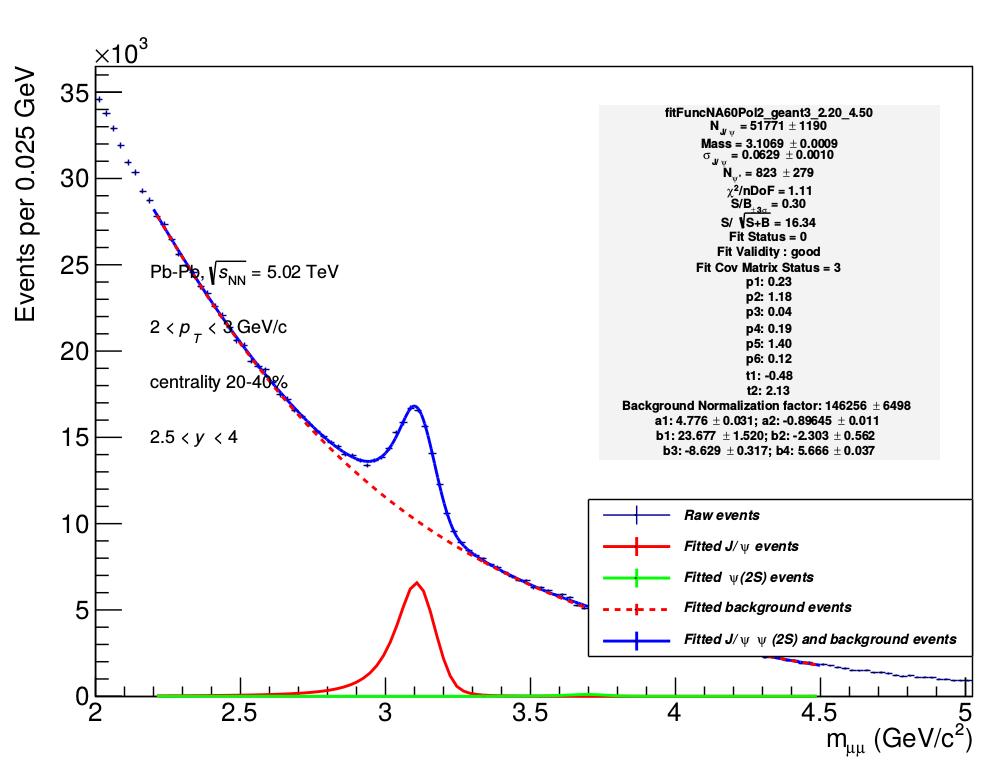 ×10³
Events per 0.025 GeV
35
30
25
20
15
10
5
0
2 2.5 3 3.5 4 4.5 5
m_μμ (GeV/c²)
Pb-Pb, √s_NN = 5.02 TeV
2 < p_T < 3 GeV/c
centrality 20-40%
2.5 < y < 4
fitFuncNA60Pol2_geant3_2.20_4.50
N_J/ψ = 51771 ± 1190
Mass = 3.1069 ± 0.0009
σ_J/ψ = 0.0629 ± 0.0010
N_ψ' = 823 ± 279
χ²/nDoF = 1.11
S/B_±3σ = 0.30
S/ √S+B = 16.34
Fit Status = 0
Fit Validity : good
Fit Cov Matrix Status = 3
p1: 0.23
p2: 1.18
p3: 0.04
p4: 0.19
p5: 1.40
p6: 0.12
t1: -0.48
t2: 2.13
Background Normalization factor: 146256 ± 6498
a1: 4.776 ± 0.031; a2: -0.89645 ± 0.011
b1: 23.677 ± 1.520; b2: -2.303 ± 0.562
b3: -8.629 ± 0.317; b4: 5.666 ± 0.037
Raw events
Fitted J/ψ events
Fitted ψ(2S) events
Fitted background events
Fitted J/ψ ψ (2S) and background events